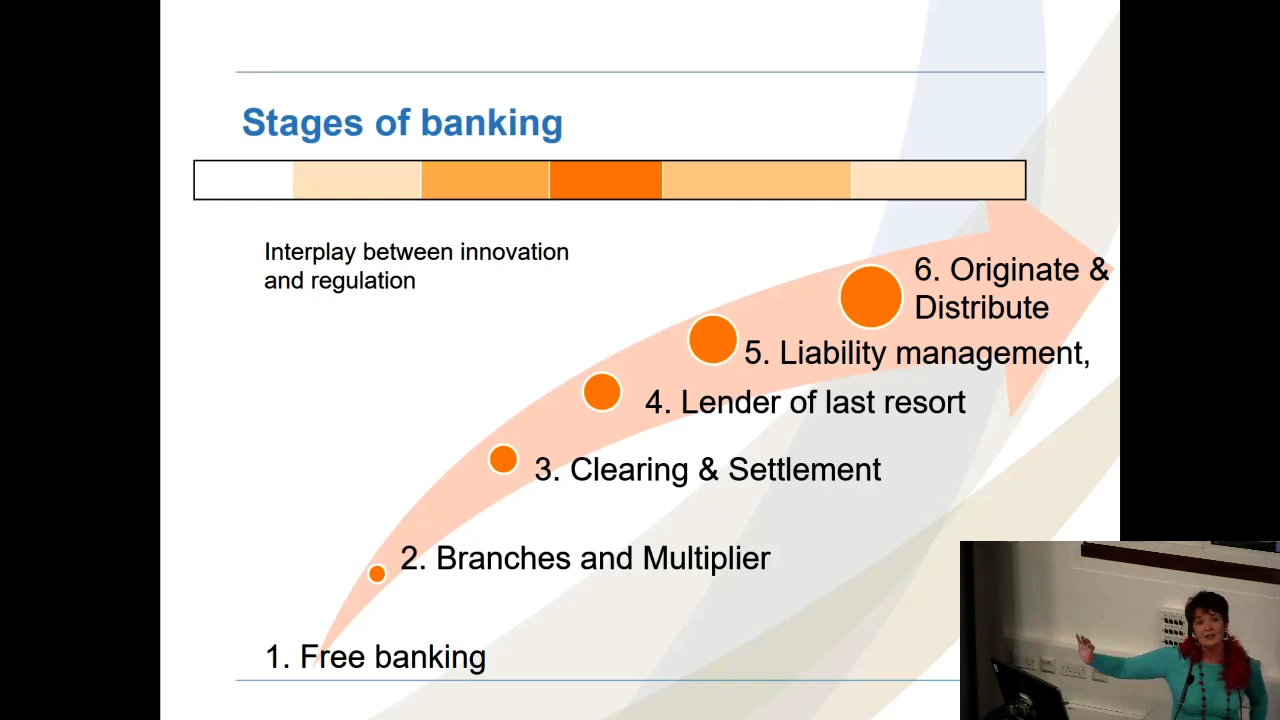 Stages of banking
Interplay between innovation
and regulation
6. Originate &
Distribute
5. Liability management,
4. Lender of last resort
3. Clearing & Settlement
2. Branches and Multiplier
1. Free banking